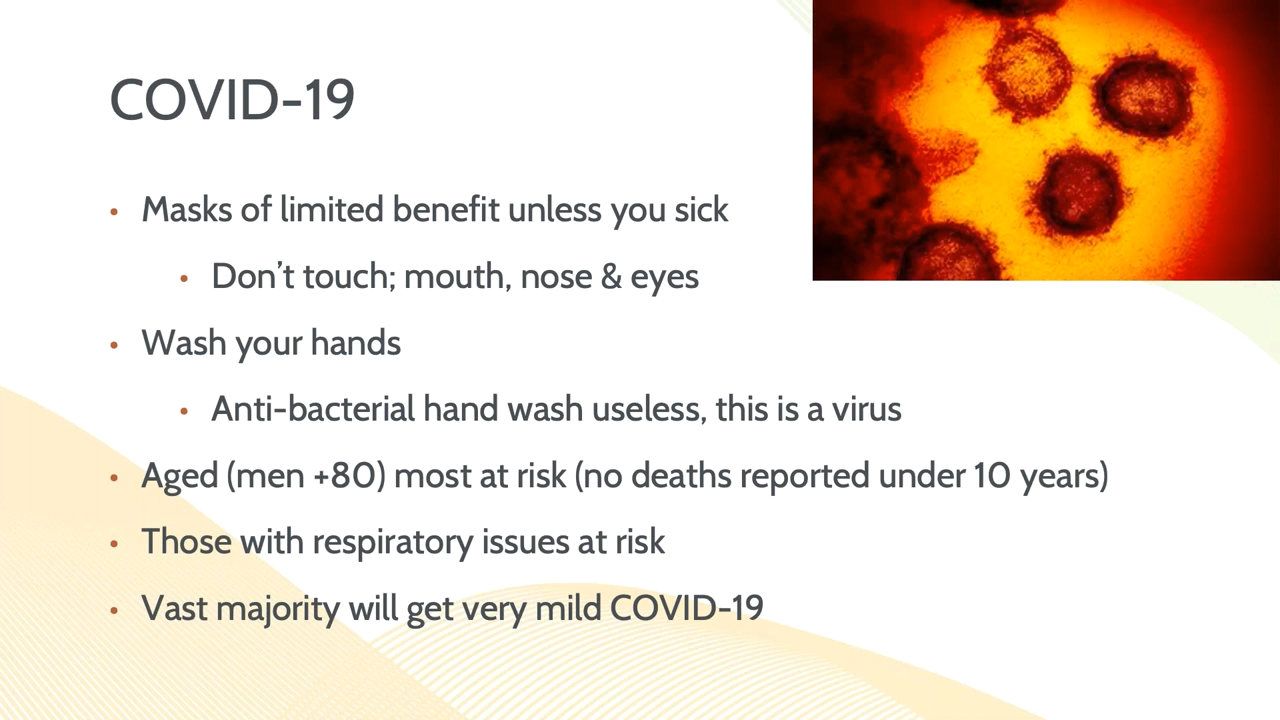 COVID-19
• Masks of limited benefit unless you sick
• Don't touch; mouth, nose & eyes
• Wash your hands
• Anti-bacterial hand wash useless, this is a virus
• Aged (men +80) most at risk (no deaths reported under 10 years)
• Those with respiratory issues at risk
• Vast majority will get very mild COVID-19